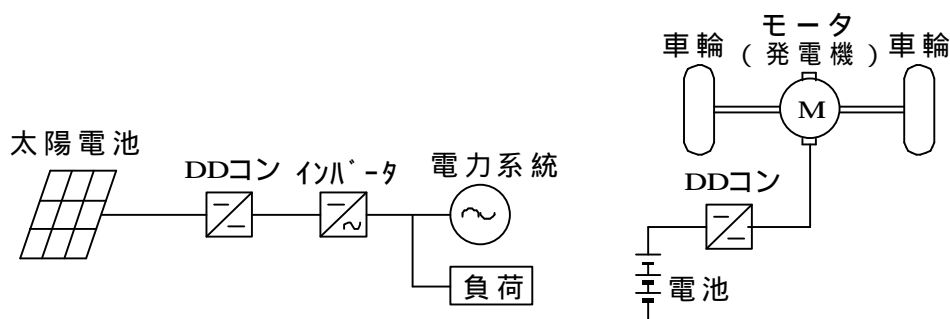 太陽電池
DDコン
インバータ
電力系統
負荷
モータ
車輪
(発電機)
車輪
M
DDコン
電池